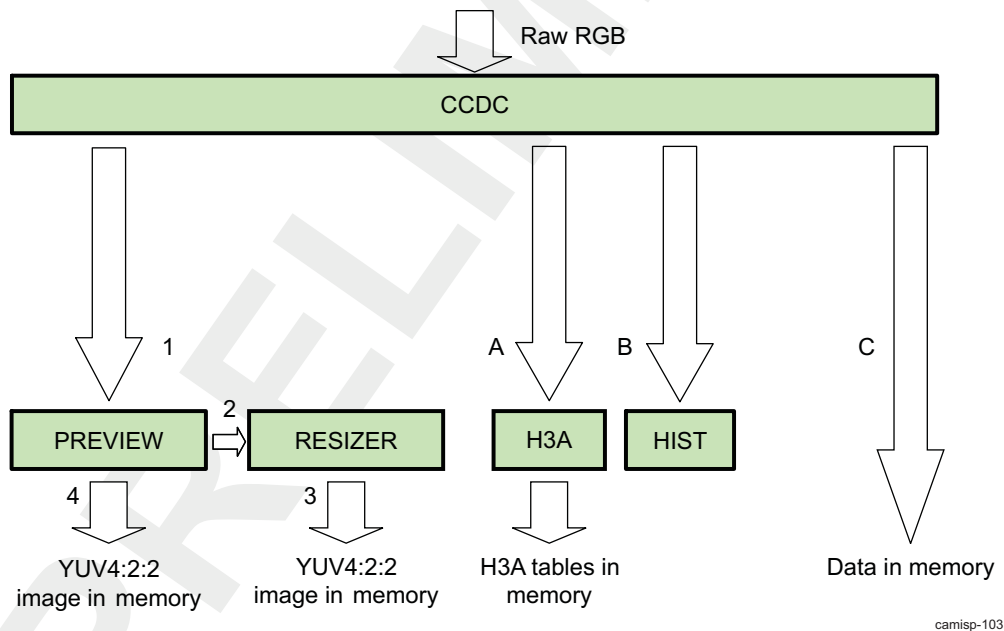 Raw RGB
CCDC
1
A
B
C
2
PREVIEW
RESIZER
H3A
HIST
4
3
YUV4:2:2
image in memory
YUV4:2:2
image in memory
H3A tables in
memory
Data in memory
camisp-103
PRELIM